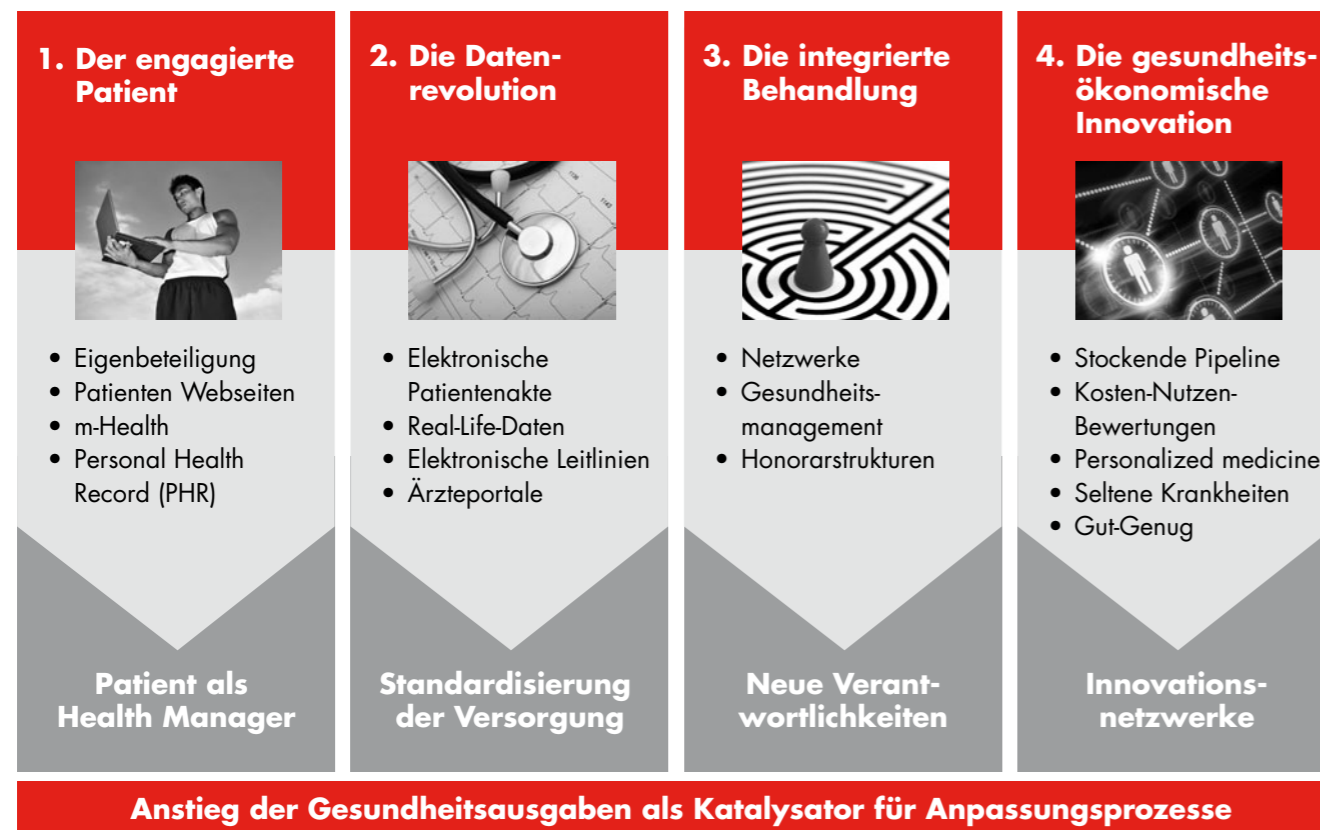 1. Der engagierte
Patient
• Eigenbeteiligung
• Patienten Webseiten
• m-Health
• Personal Health
Record (PHR)
Patient als
Health Manager
2. Die Daten-
revolution
• Elektronische
Patientenakte
• Real-Life-Daten
• Elektronische Leitlinien
• Ärzteportale
Standardisierung
der Versorgung
3. Die integrierte
Behandlung
• Netzwerke
• Gesundheits-
management
• Honorarstrukturen
Neue Verant-
wortlichkeiten
4. Die gesundheits-
ökonomische
Innovation
• Stockende Pipeline
• Kosten-Nutzen-
Bewertungen
• Personalized medicine
• Seltene Krankheiten
• Gut-Genug
Innovations-
netzwerke
Anstieg der Gesundheitsausgaben als Katalysator für Anpassungsprozesse